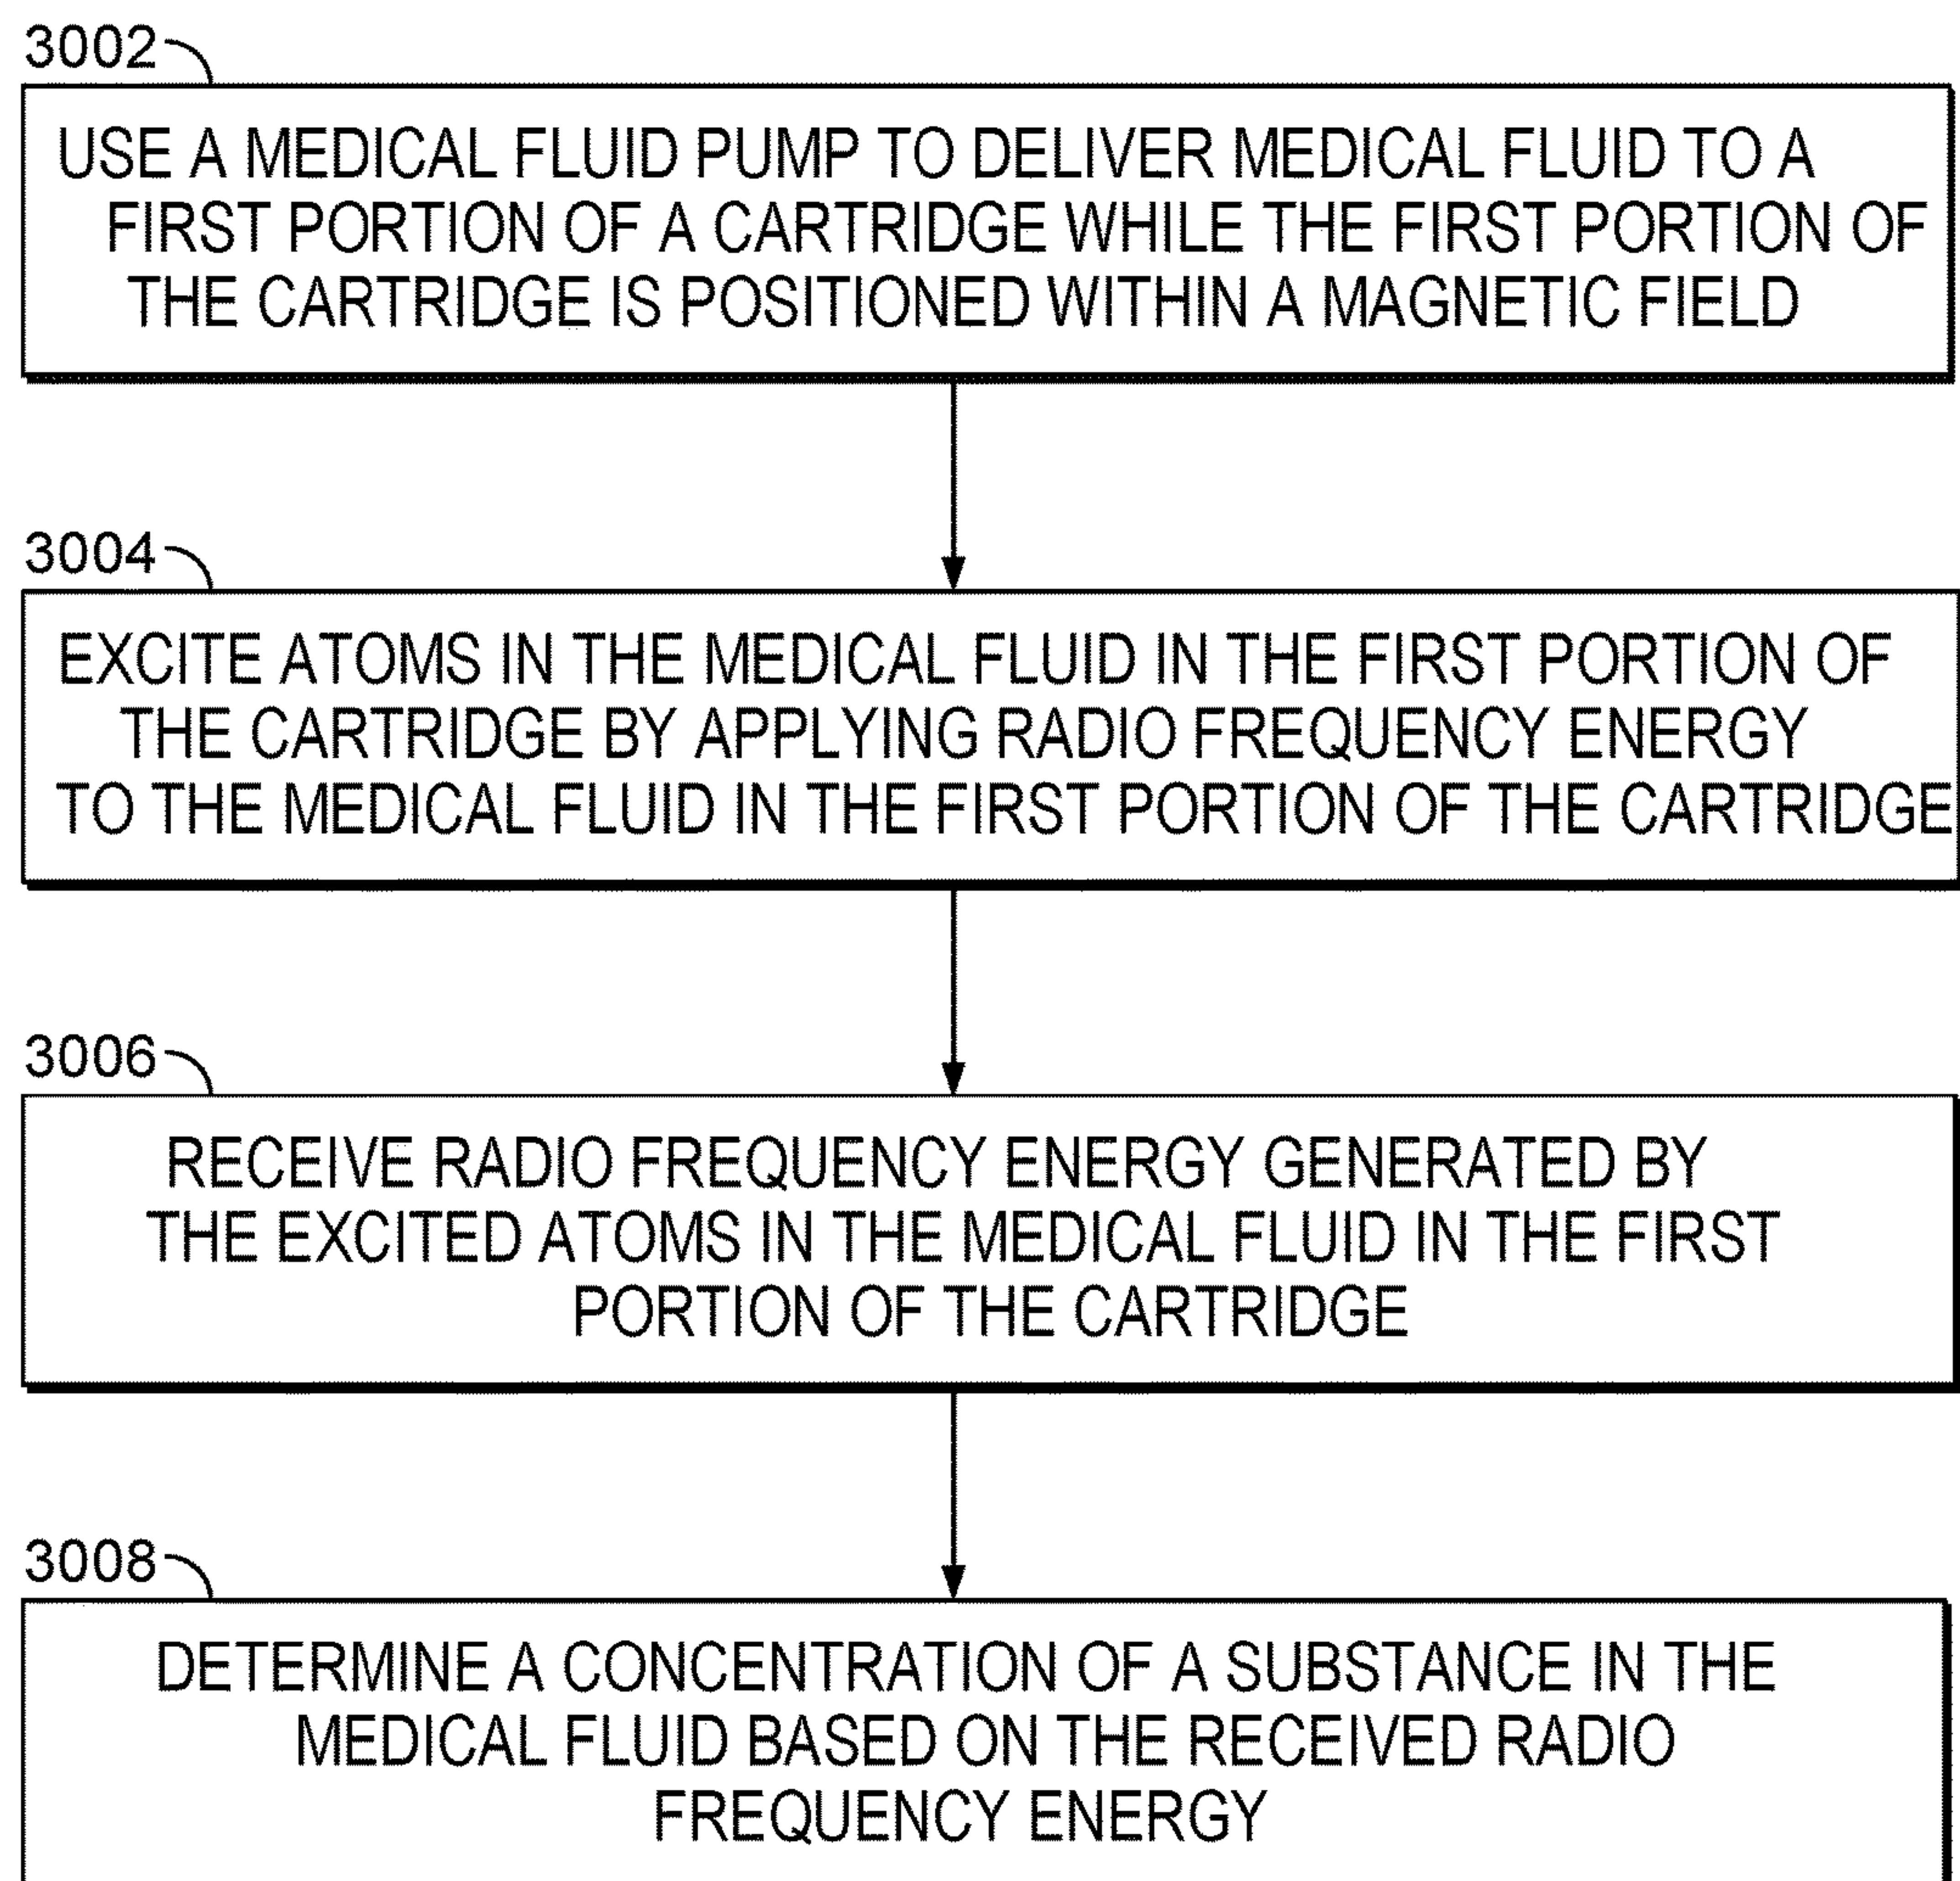 3002
USE A MEDICAL FLUID PUMP TO DELIVER MEDICAL FLUID TO A
FIRST PORTION OF A CARTRIDGE WHILE THE FIRST PORTION OF
THE CARTRIDGE IS POSITIONED WITHIN A MAGNETIC FIELD
3004
EXCITE ATOMS IN THE MEDICAL FLUID IN THE FIRST PORTION OF
THE CARTRIDGE BY APPLYING RADIO FREQUENCY ENERGY
TO THE MEDICAL FLUID IN THE FIRST PORTION OF THE CARTRIDGE
3006
RECEIVE RADIO FREQUENCY ENERGY GENERATED BY
THE EXCITED ATOMS IN THE MEDICAL FLUID IN THE FIRST
PORTION OF THE CARTRIDGE
3008
DETERMINE A CONCENTRATION OF A SUBSTANCE IN THE
MEDICAL FLUID BASED ON THE RECEIVED RADIO
FREQUENCY ENERGY